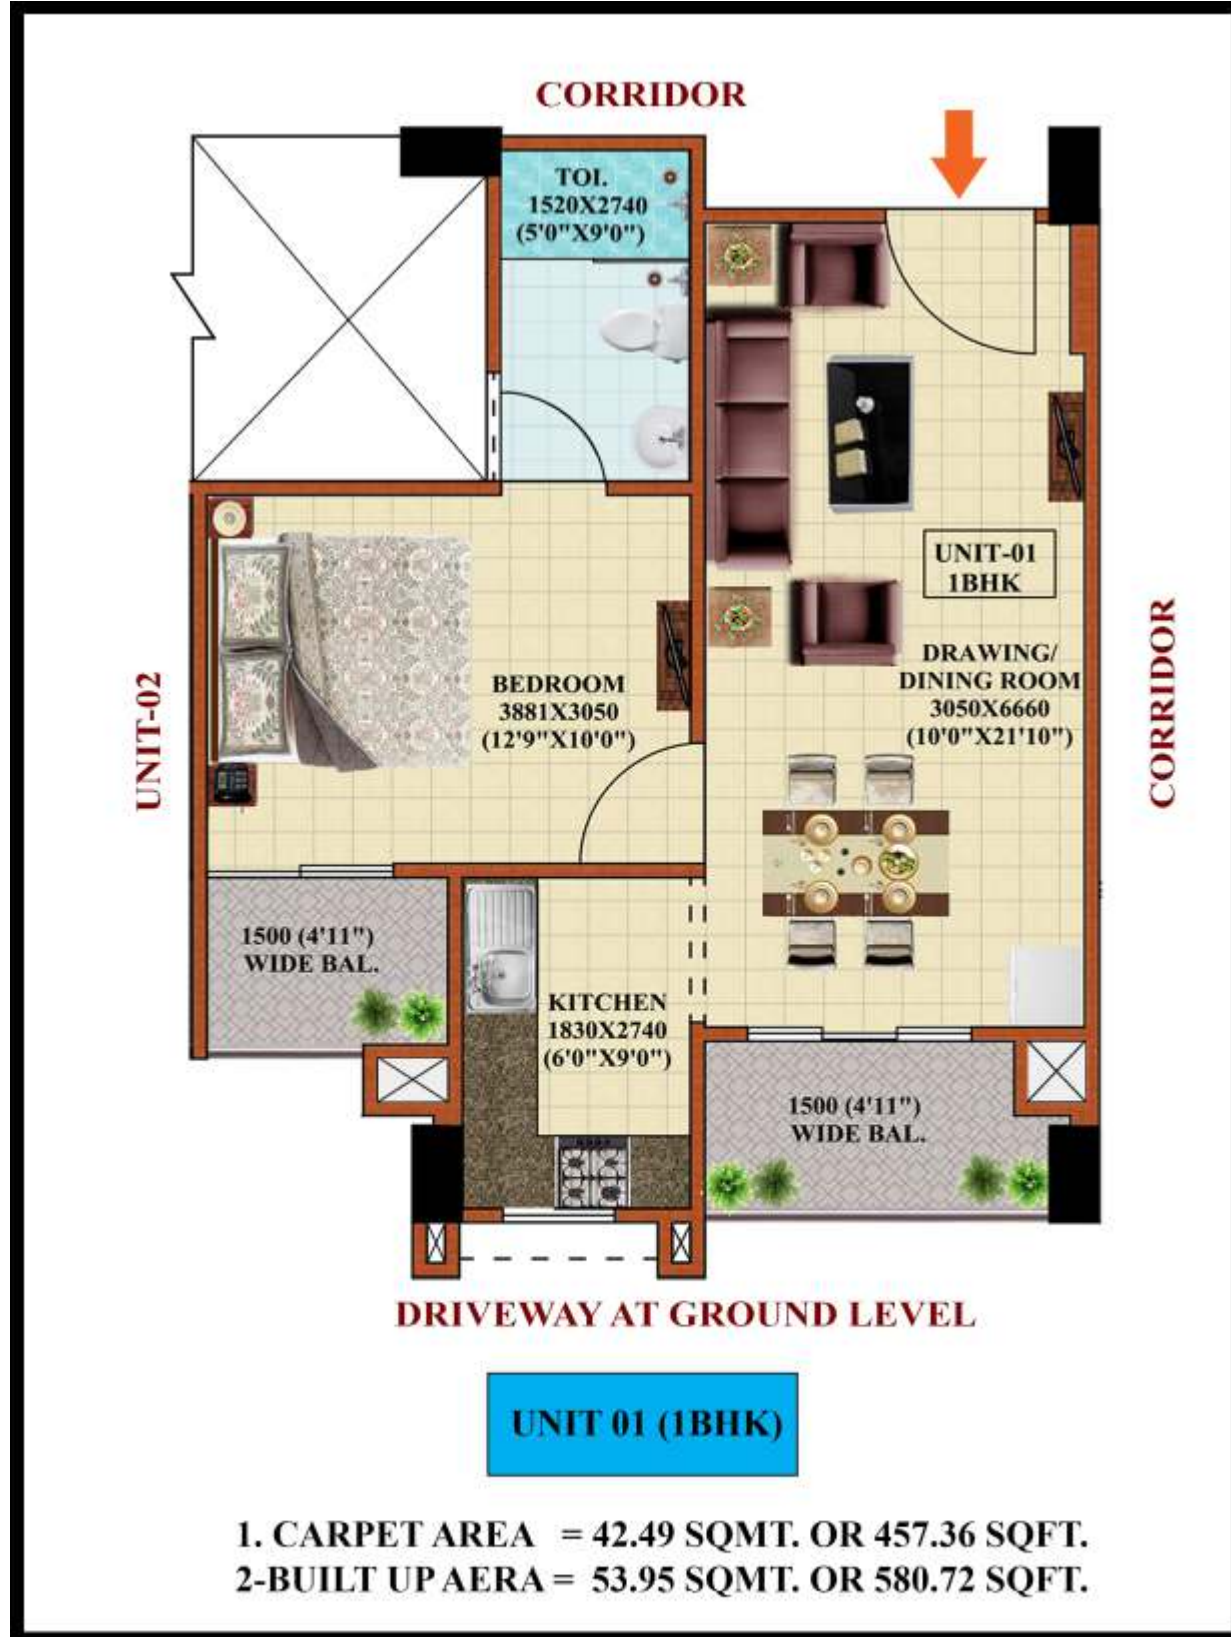 CORRIDOR
TOI.
1520X2740
(5'0"X9'0")
UNIT-01
1BHK
DRAWING/
DINING ROOM
3050X6660
(10'0"X21'10")
CORRIDOR
UNIT-02
BEDROOM
3881X3050
(12'9"X10'0")
1500 (4'11")
WIDE BAL.
KITCHEN
1830X2740
(6'0"X9'0")
1500 (4'11")
WIDE BAL.
DRIVEWAY AT GROUND LEVEL
UNIT 01 (1BHK)
1. CARPET AREA = 42.49 SQMT. OR 457.36 SQFT.
2-BUILT UP AERA = 53.95 SQMT. OR 580.72 SQFT.